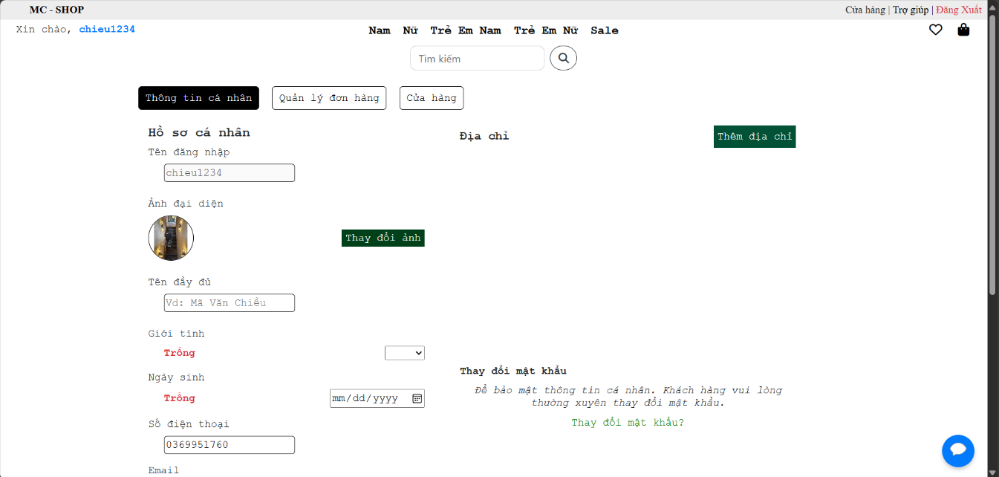 MC - SHOP
Cửa hàng | Trợ giúp | Đăng Xuất
Xin chào, chieu1234
Nam Nữ Trẻ Em Nam Trẻ Em Nữ Sale
Tìm kiếm
Thông tin cá nhân
Quản lý đơn hàng
Cửa hàng
Hồ sơ cá nhân
Tên đăng nhập
chieu1234
Ảnh đại diện
Thay đổi ảnh
Tên đầy đủ
Vd: Mã Văn Chiều
Giới tính
Trống
Ngày sinh
Trống
mm/dd/yyyy
Số điện thoại
0369951760
Email
Địa chỉ
Thêm địa chỉ
Thay đổi mật khẩu
Để bảo mật thông tin cá nhân. Khách hàng vui lòng
thường xuyên thay đổi mật khẩu.
Thay đổi mật khẩu?